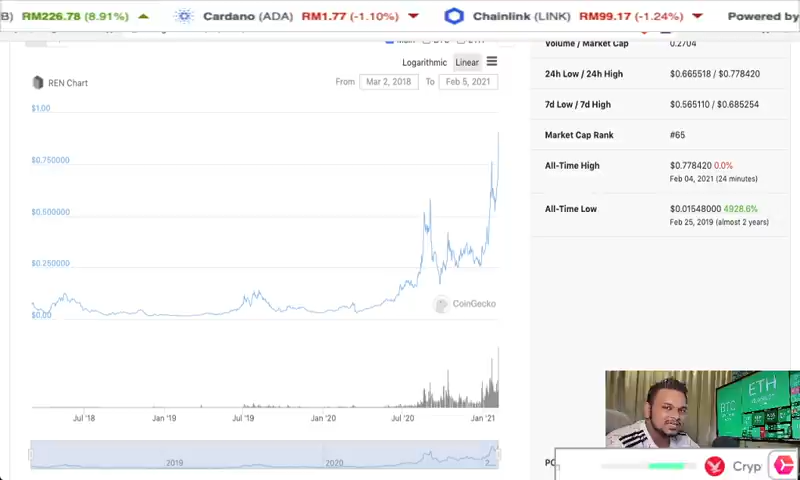 B) RM226.78 (8.91%) Cardano (ADA) RM1.77 (-1.10%) Chainlink (LINK) RM99.17 (-1.24%) Powered by
Volume / Market Cap 0.2704
Logarithmic Linear
REN Chart From Mar 2, 2018 To Feb 5, 2021
24h Low / 24h High $0.665518 / $0.778420
7d Low / 7d High $0.565110 / $0.685254
Market Cap Rank #65
All-Time High $0.778420 0.0%
Feb 04, 2021 (24 minutes)
All-Time Low $0.01548000 4928.6%
Feb 25, 2019 (almost 2 years)
$1.00
$0.750000
$0.500000
$0.250000
$0.00
CoinGecko
Jul '18 Jan '19 Jul '19 Jan '20 Jul '20 Jan '21
2019 2020 2...
ETH
BTC
PO
Cryp